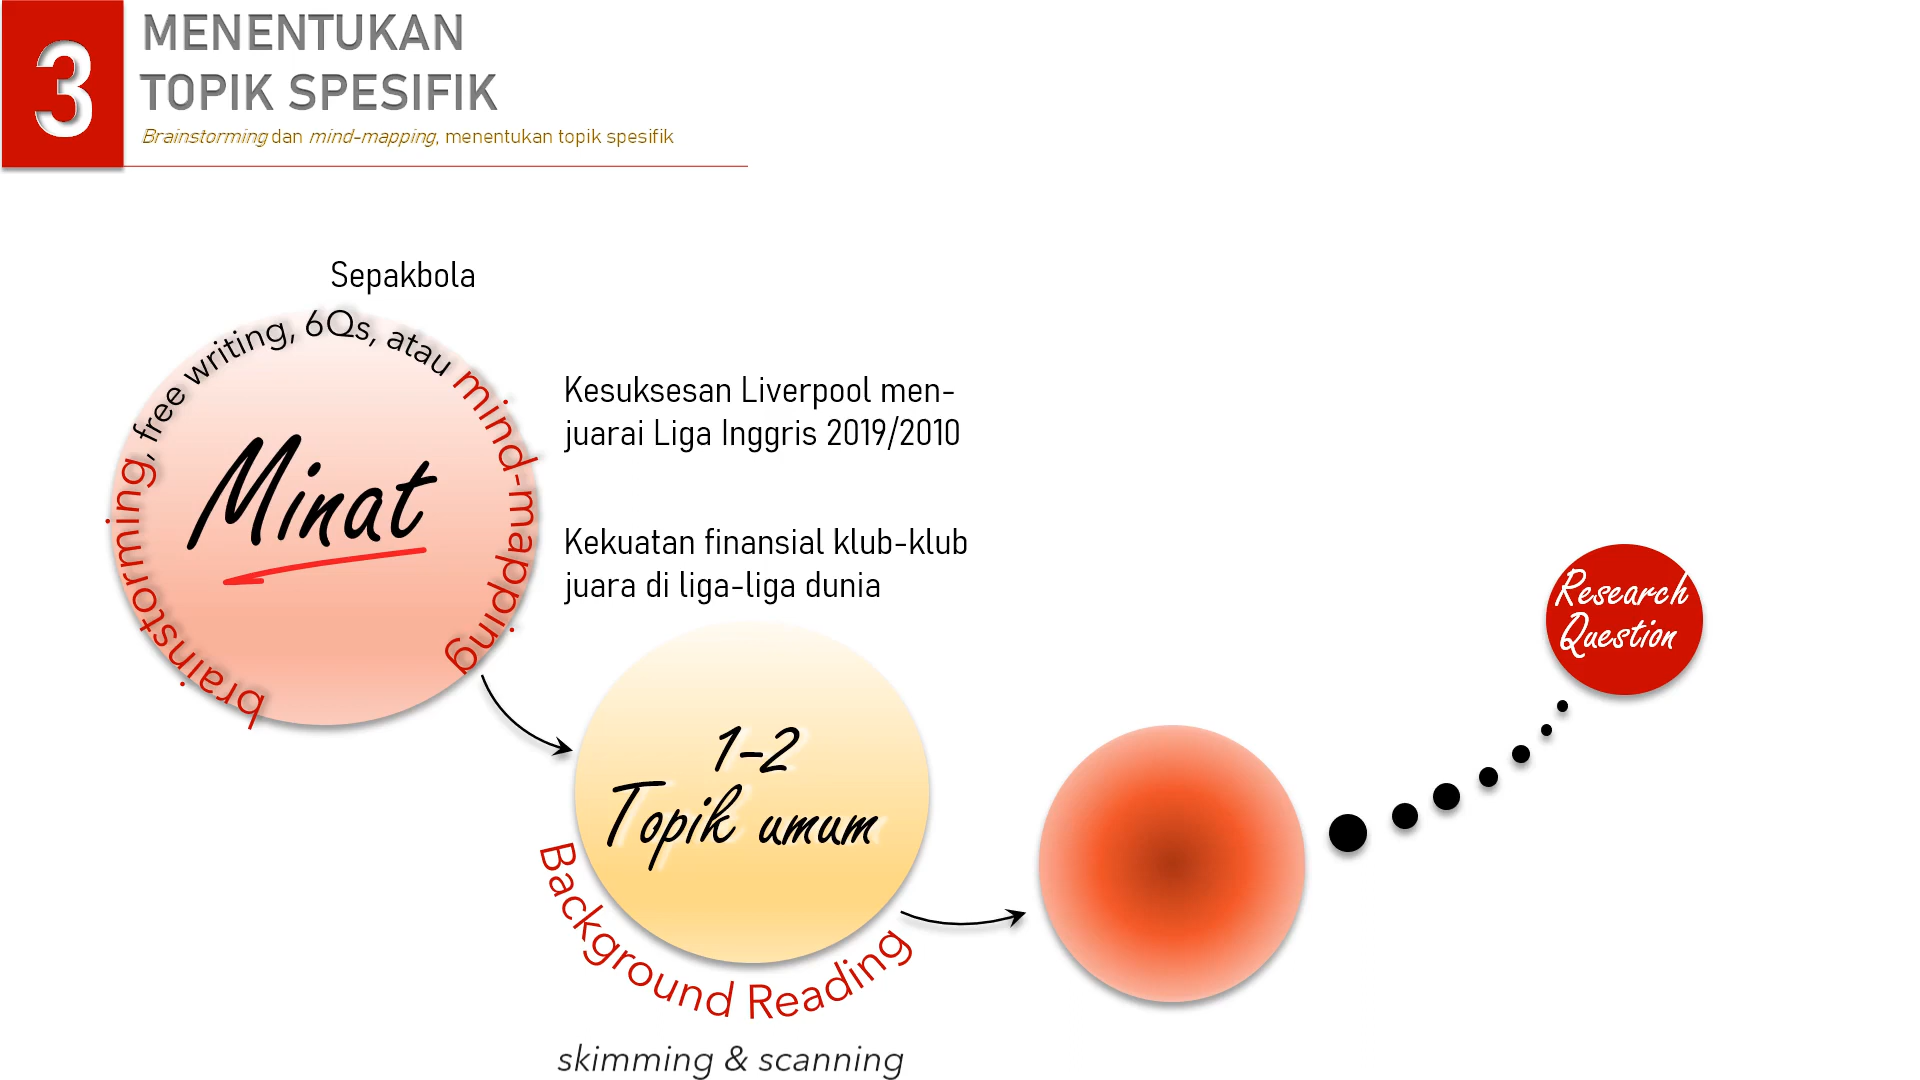 3
MENENTUKAN
TOPIK SPESIFIK
Brainstorming dan mind-mapping, menentukan topik spesifik
Sepakbola
brainstorming, free writing, 6Qs, atau mind-mapping
Minat
Kesuksesan Liverpool men-
juarai Liga Inggris 2019/2010
Kekuatan finansial klub-klub
juara di liga-liga dunia
1-2
Topik umum
Background Reading
skimming & scanning
Research
Question